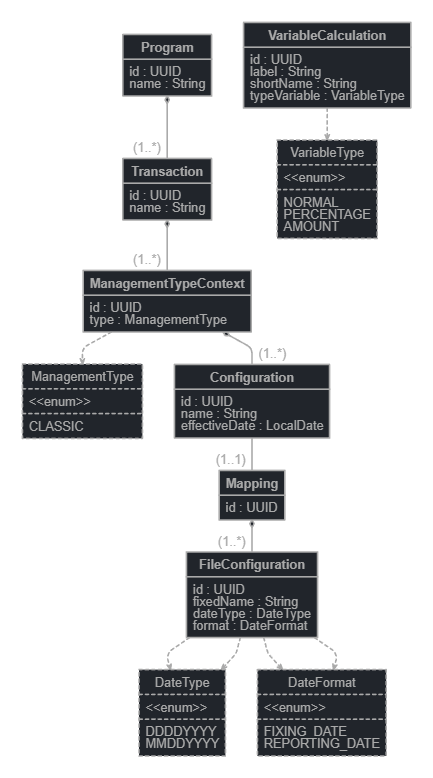 Program
id : UUID
name : String
(1..*)
Transaction
id : UUID
name : String
(1..*)
ManagementTypeContext
id : UUID
type : ManagementType
ManagementType
<<enum>>
CLASSIC
(1..*)
Configuration
id : UUID
name : String
effectiveDate : LocalDate
(1..1)
Mapping
id : UUID
(1..*)
FileConfiguration
id : UUID
fixedName : String
dateType : DateType
format : DateFormat
DateType
<<enum>>
DDDDYYYY
MMDDYYYY
DateFormat
<<enum>>
FIXING_DATE
REPORTING_DATE
VariableCalculation
id : UUID
label : String
shortName : String
typeVariable : VariableType
VariableType
<<enum>>
NORMAL
PERCENTAGE
AMOUNT